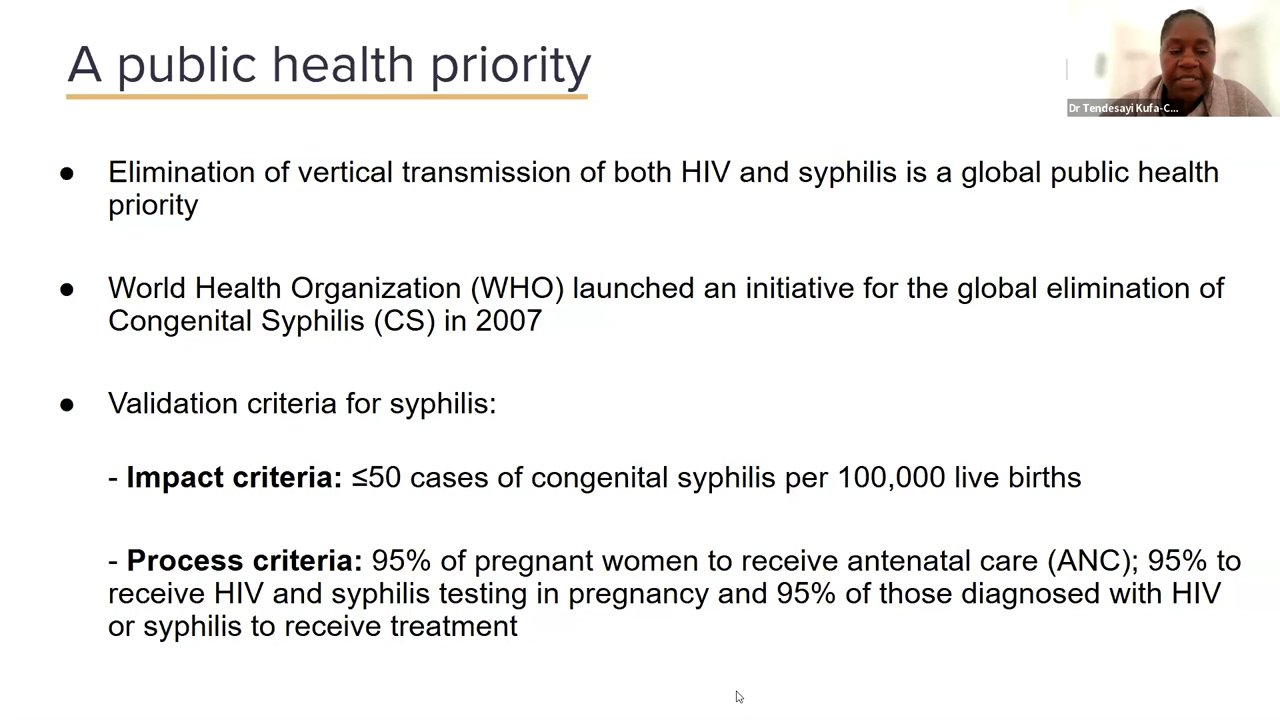 A public health priority
Dr Tendesayi Kufa-C...
● Elimination of vertical transmission of both HIV and syphilis is a global public health
priority
● World Health Organization (WHO) launched an initiative for the global elimination of
Congenital Syphilis (CS) in 2007
● Validation criteria for syphilis:
- Impact criteria: ≤50 cases of congenital syphilis per 100,000 live births
- Process criteria: 95% of pregnant women to receive antenatal care (ANC); 95% to
receive HIV and syphilis testing in pregnancy and 95% of those diagnosed with HIV
or syphilis to receive treatment